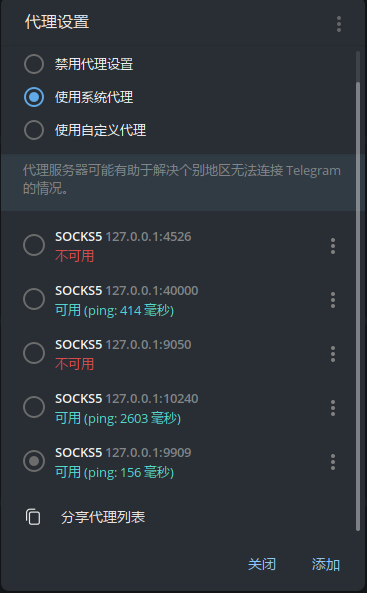 代理设置
禁用代理设置
使用系统代理
使用自定义代理
代理服务器可能有助于解决个别地区无法连接 Telegram
的情况。
SOCKS5 127.0.0.1:4526
不可用
SOCKS5 127.0.0.1:40000
可用 (ping: 414 毫秒)
SOCKS5 127.0.0.1:9050
不可用
SOCKS5 127.0.0.1:10240
可用 (ping: 2603 毫秒)
SOCKS5 127.0.0.1:9909
可用 (ping: 156 毫秒)
分享代理列表
关闭 添加